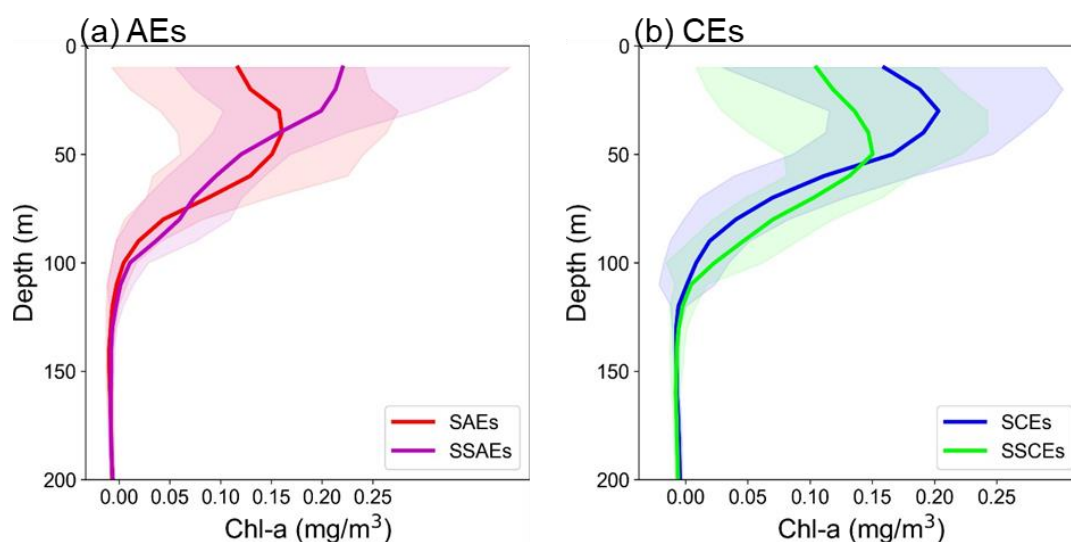 (a) AEs
0
50
100
150
200
Depth (m)
0.00 0.05 0.10 0.15 0.20 0.25
Chl-a (mg/m³)
SAEs
SSAEs
(b) CEs
0
50
100
150
200
Depth (m)
0.00 0.05 0.10 0.15 0.20 0.25
Chl-a (mg/m³)
SCEs
SSCEs